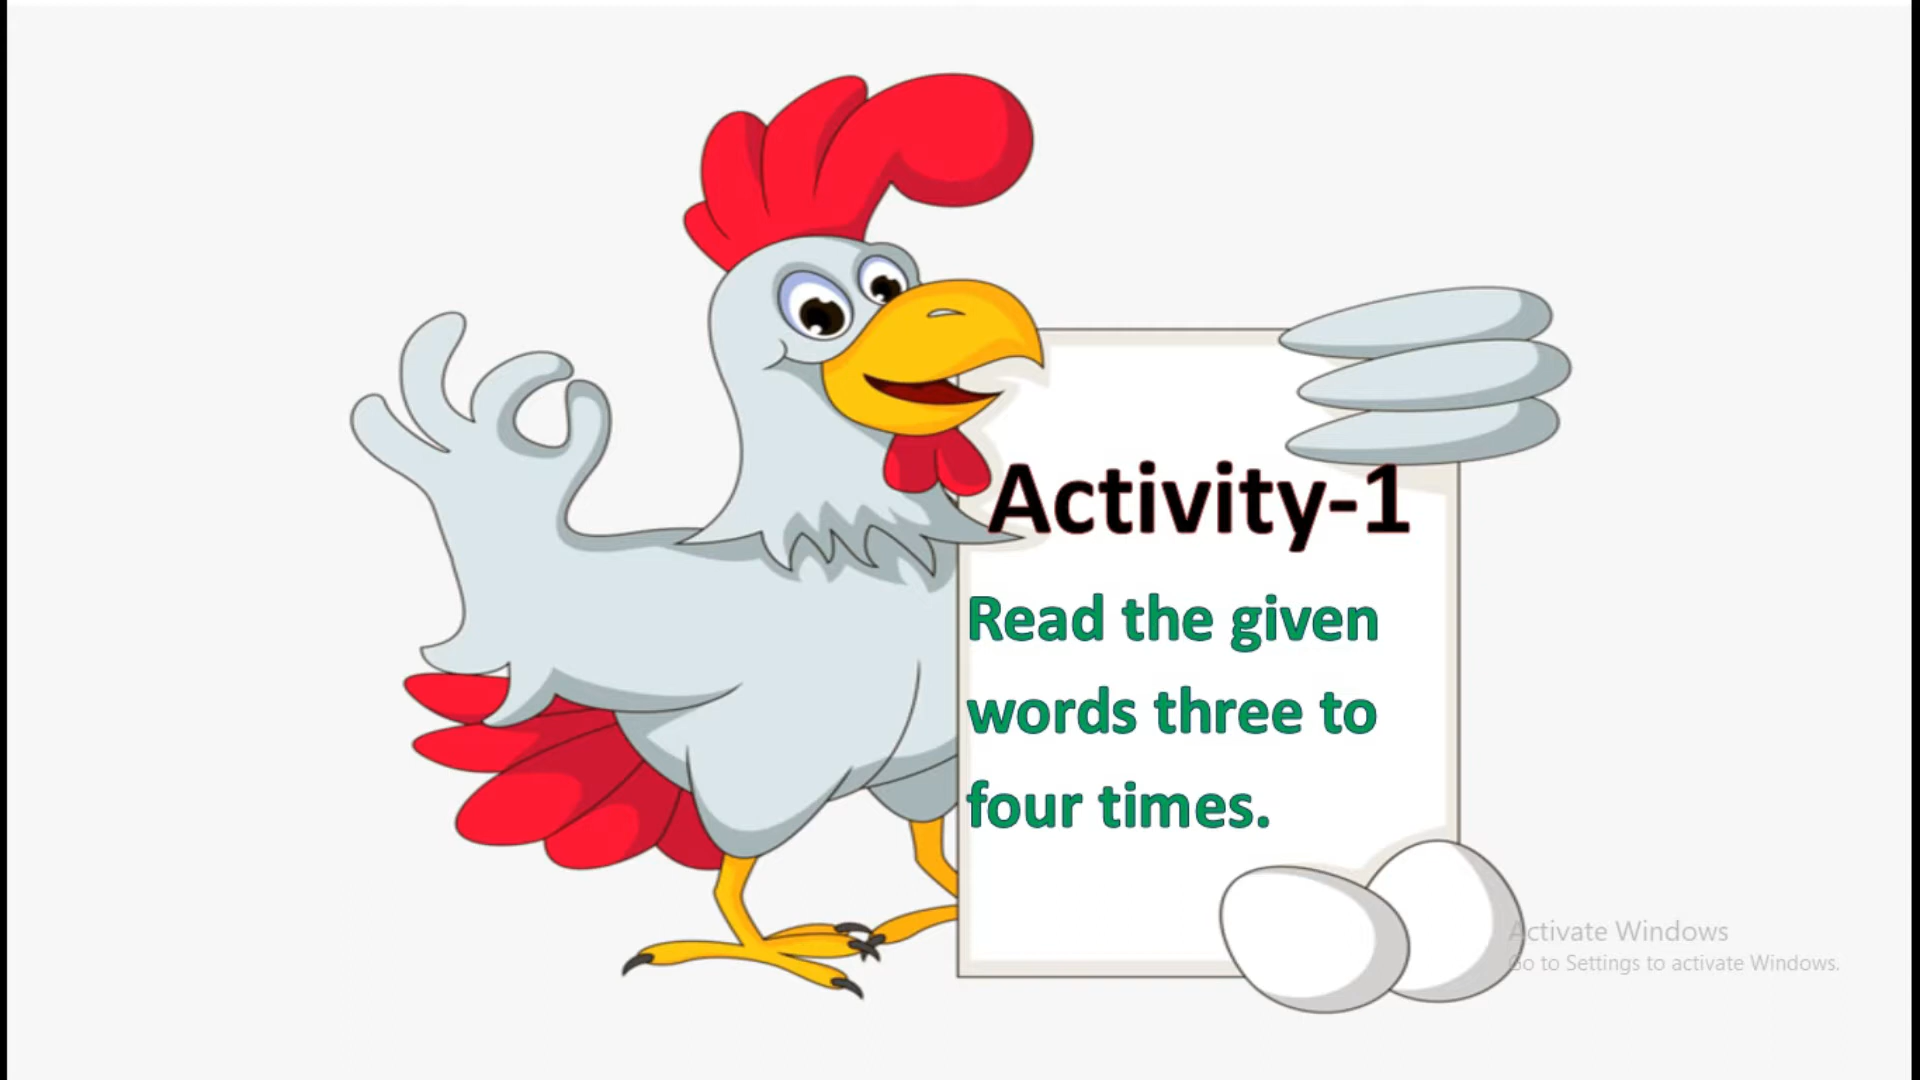 Activity-1
Read the given
words three to
four times.
Activate Windows
Go to Settings to activate Windows.